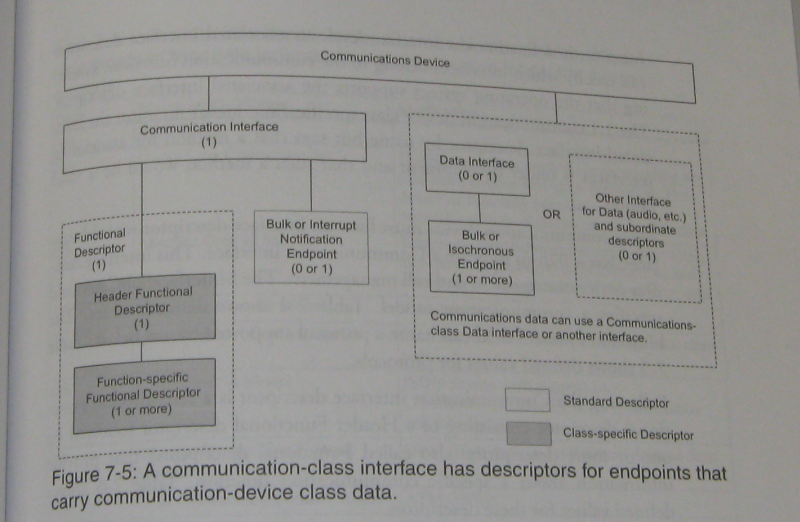 Communications Device
Communication Interface
(1)
Functional
Descriptor
(1)
Header Functional
Descriptor
(1)
Function-specific
Functional Descriptor
(1 or more)
Bulk or Interrupt
Notification
Endpoint
(0 or 1)
Data Interface
(0 or 1)
Bulk or
Isochronous
Endpoint
(1 or more)
OR
Other Interface
for Data (audio, etc.)
and subordinate
descriptors
(0 or 1)
Communications data can use a Communications-
class Data interface or another interface.
Standard Descriptor
Class-specific Descriptor
Figure 7-5: A communication-class interface has descriptors for endpoints that
carry communication-device class data.